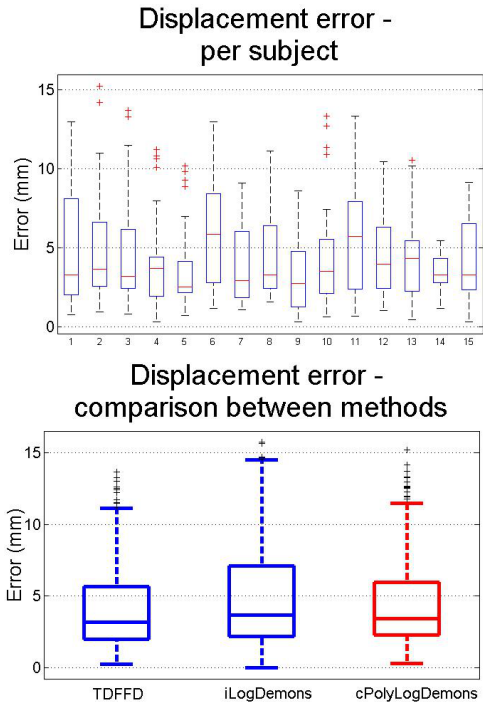 Displacement error -
per subject
Error (mm)
15
10
5
0
1 2 3 4 5 6 7 8 9 10 11 12 13 14 15
Displacement error -
comparison between methods
Error (mm)
15
10
5
0
TDFFD iLogDemons cPolyLogDemons